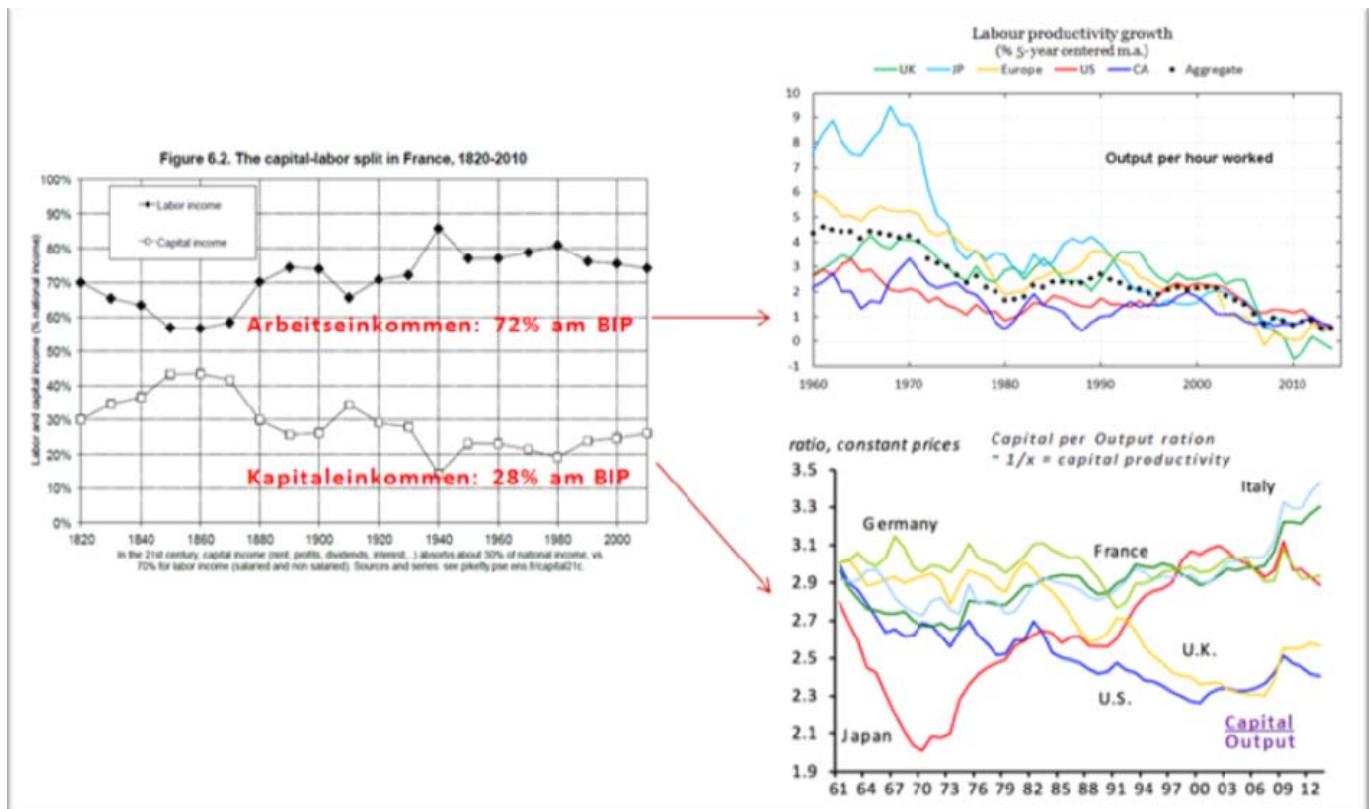 Figure 6.2. The capital-labor split in France, 1820-2010
Labor and capital income (% national income)
100%
90%
80%
70%
60%
50%
40%
30%
20%
10%
0%
Labor income
Capital income
Arbeitseinkommen: 72% am BIP
Kapitaleinkommen: 28% am BIP
1820 1840 1860 1880 1900 1920 1940 1960 1980 2000
In the 21st century, capital income (rent, profits, dividends, interest,..) absorbs about 30% of national income, vs.
70% for labor income (salaried and non salaried). Sources and series: see piketty.pse.ens.fr/capital21c.
Labour productivity growth
(% 5-year centered m.a.)
UK JP Europe US CA Aggregate
10
9
8
7
6
5
4
3
2
1
0
-1
Output per hour worked
1960 1970 1980 1990 2000 2010
ratio, constant prices
Capital per Output ration
~ 1/x = capital productivity
3.5
3.3
3.1
2.9
2.7
2.5
2.3
2.1
1.9
Italy
Germany
France
U.K.
U.S.
Japan
Capital
Output
61 64 67 70 73 76 79 82 85 88 91 94 97 00 03 06 09 12